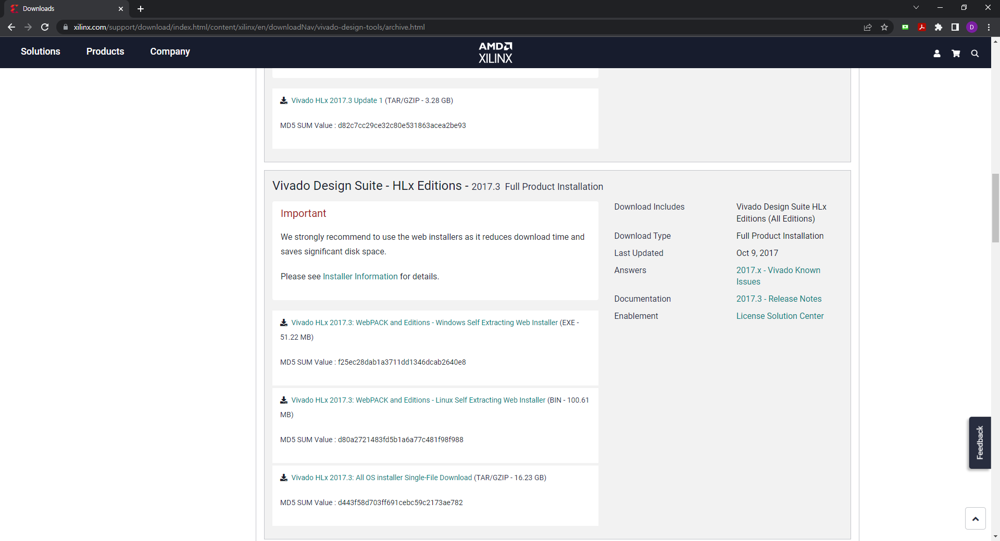 Downloads
xilinx.com/support/download/index.html/content/xilinx/en/downloadNav/vivado-design-tools/archive.html
D
Solutions Products Company
AMD
XILINX
Vivado HLx 2017.3 Update 1 (TAR/GZIP - 3.28 GB)
MD5 SUM Value : d82c7cc29ce32c80e531863acea2be93
Vivado Design Suite - HLx Editions - 2017.3 Full Product Installation
Important
We strongly recommend to use the web installers as it reduces download time and
saves significant disk space.
Please see Installer Information for details.
Vivado HLx 2017.3: WebPACK and Editions - Windows Self Extracting Web Installer (EXE -
51.22 MB)
MD5 SUM Value : f25ec28dab1a3711dd1346dcab2640e8
Vivado HLx 2017.3: WebPACK and Editions - Linux Self Extracting Web Installer (BIN - 100.61
MB)
MD5 SUM Value : d80a2721483fd5b1a6a77c481f98f988
Vivado HLx 2017.3: All OS installer Single-File Download (TAR/GZIP - 16.23 GB)
MD5 SUM Value : d443f58d703ff691cebc59c2173ae782
Download Includes Vivado Design Suite HLx
Editions (All Editions)
Download Type Full Product Installation
Last Updated Oct 9, 2017
Answers 2017.x - Vivado Known
Issues
Documentation 2017.3 - Release Notes
Enablement License Solution Center
Feedback